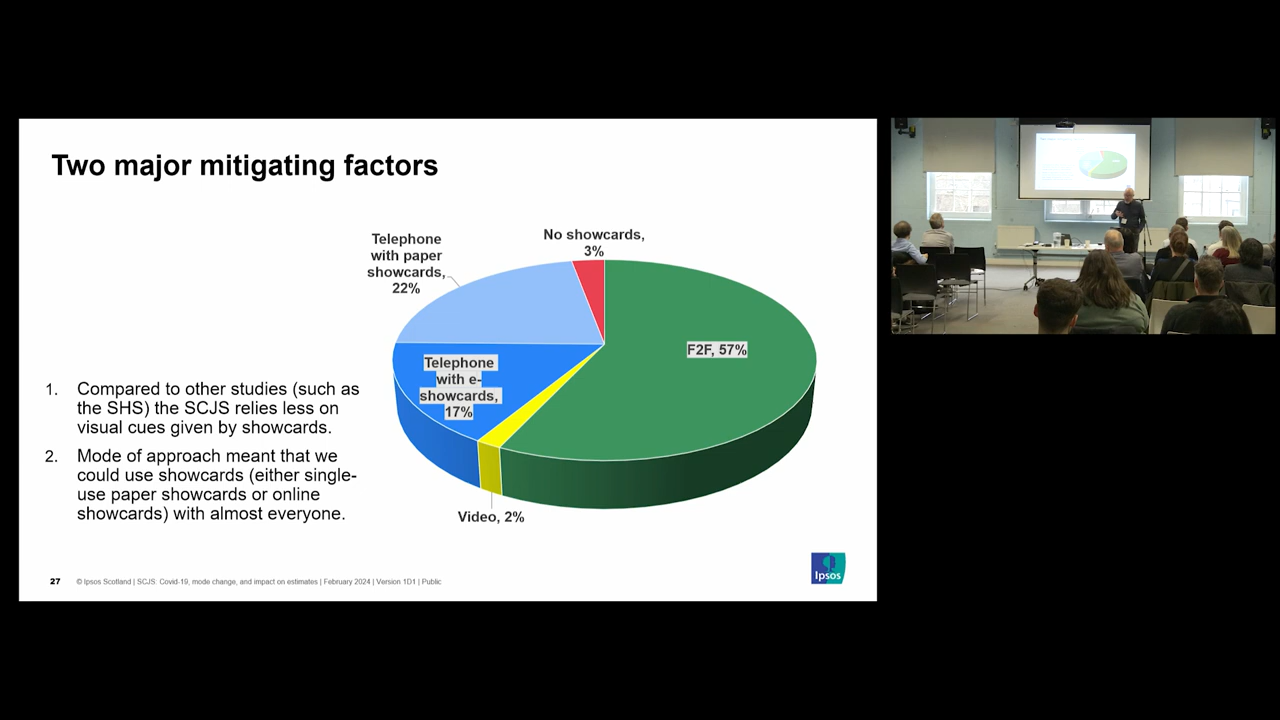 Two major mitigating factors
Telephone
with paper
showcards,
22%
No showcards,
3%
F2F, 57%
Telephone
with e-
showcards,
17%
Video, 2%
1. Compared to other studies (such as
the SHS) the SCJS relies less on
visual cues given by showcards.
2. Mode of approach meant that we
could use showcards (either single-
use paper showcards or online
showcards) with almost everyone.
27 © Ipsos Scotland | SCJS: Covid-19, mode change, and impact on estimates | February 2024 | Version 1D1 | Public
Ipsos